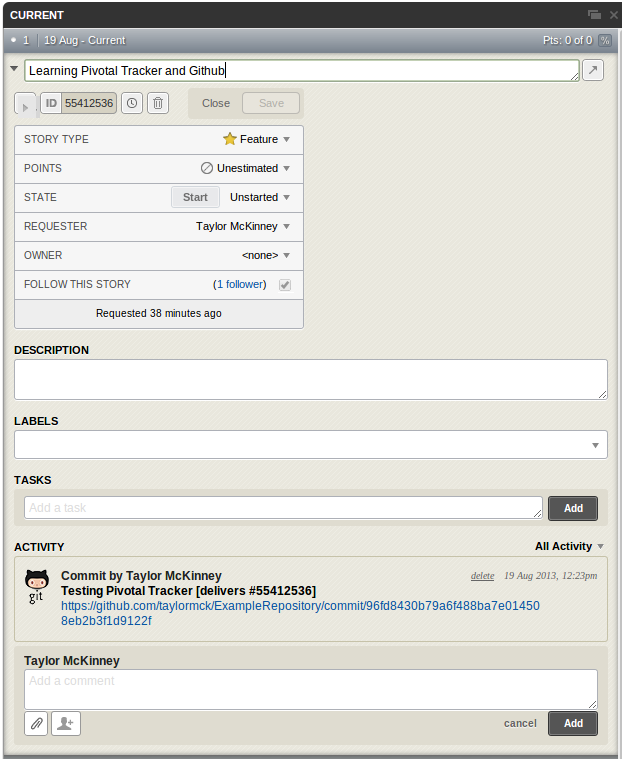 CURRENT
1 19 Aug - Current Pts: 0 of 0 %
Learning Pivotal Tracker and Github
ID 55412536 Close Save
STORY TYPE Feature
POINTS Unestimated
STATE Start Unstarted
REQUESTER Taylor McKinney
OWNER <none>
FOLLOW THIS STORY (1 follower)
Requested 38 minutes ago
DESCRIPTION
LABELS
TASKS
Add a task Add
ACTIVITY All Activity
Commit by Taylor McKinney delete 19 Aug 2013, 12:23pm
Testing Pivotal Tracker [delivers #55412536]
https://github.com/taylormck/ExampleRepository/commit/96fd8430b79a6f488ba7e01450
8eb2b3f1d9122f
git
Taylor McKinney
Add a comment
cancel Add